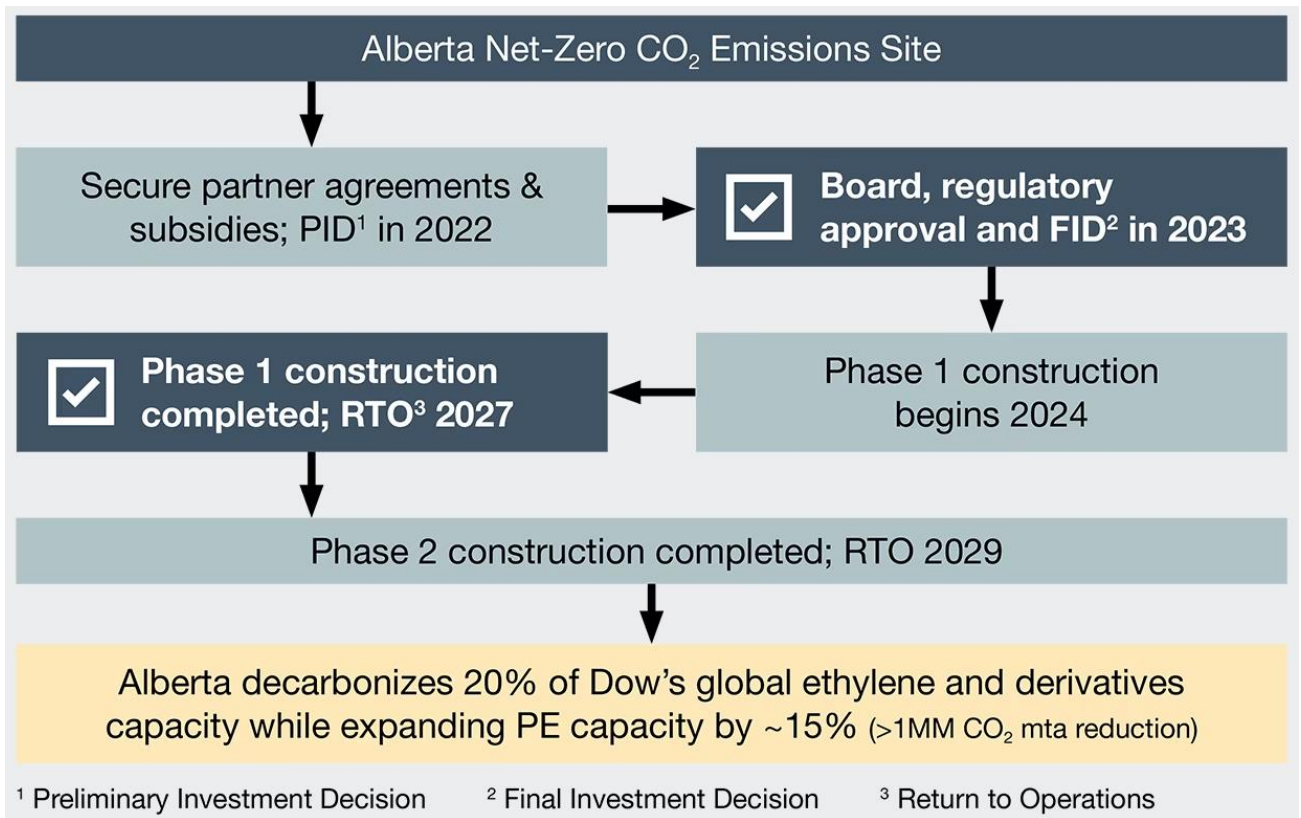 Alberta Net-Zero CO₂ Emissions Site
Secure partner agreements &
subsidies; PID¹ in 2022
Board, regulatory
approval and FID² in 2023
Phase 1 construction
begins 2024
Phase 1 construction
completed; RTO³ 2027
Phase 2 construction completed; RTO 2029
Alberta decarbonizes 20% of Dow’s global ethylene and derivatives
capacity while expanding PE capacity by ~15% (>1MM CO₂ mta reduction)
¹ Preliminary Investment Decision ² Final Investment Decision ³ Return to Operations